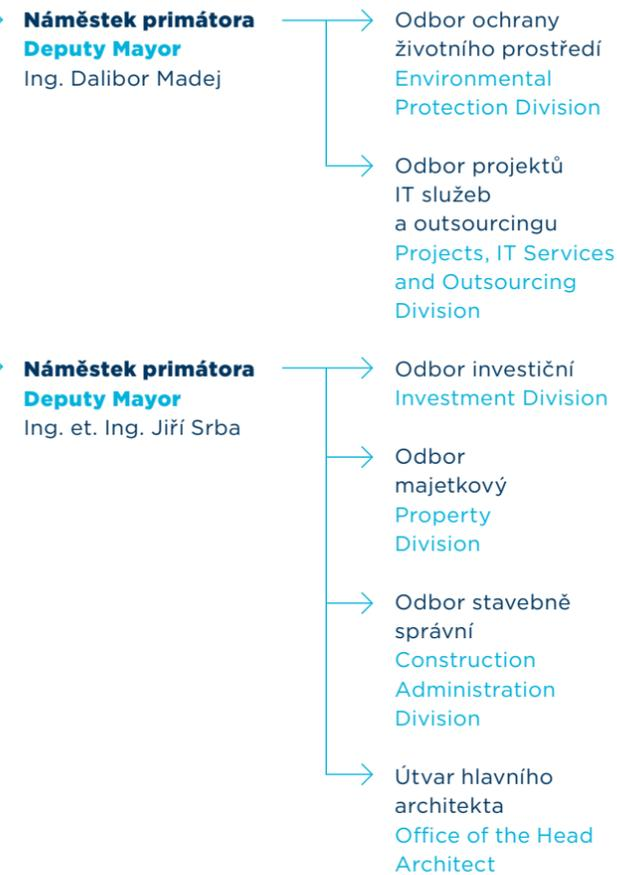 Náměstek primátora
Deputy Mayor
Ing. Dalibor Madej
Odbor ochrany
životního prostředí
Environmental
Protection Division
Odbor projektů
IT služeb
a outsourcingu
Projects, IT Services
and Outsourcing
Division
Náměstek primátora
Deputy Mayor
Ing. et. Ing. Jiří Srba
Odbor investiční
Investment Division
Odbor
majetkový
Property
Division
Odbor stavebně
správní
Construction
Administration
Division
Útvar hlavního
architekta
Office of the Head
Architect